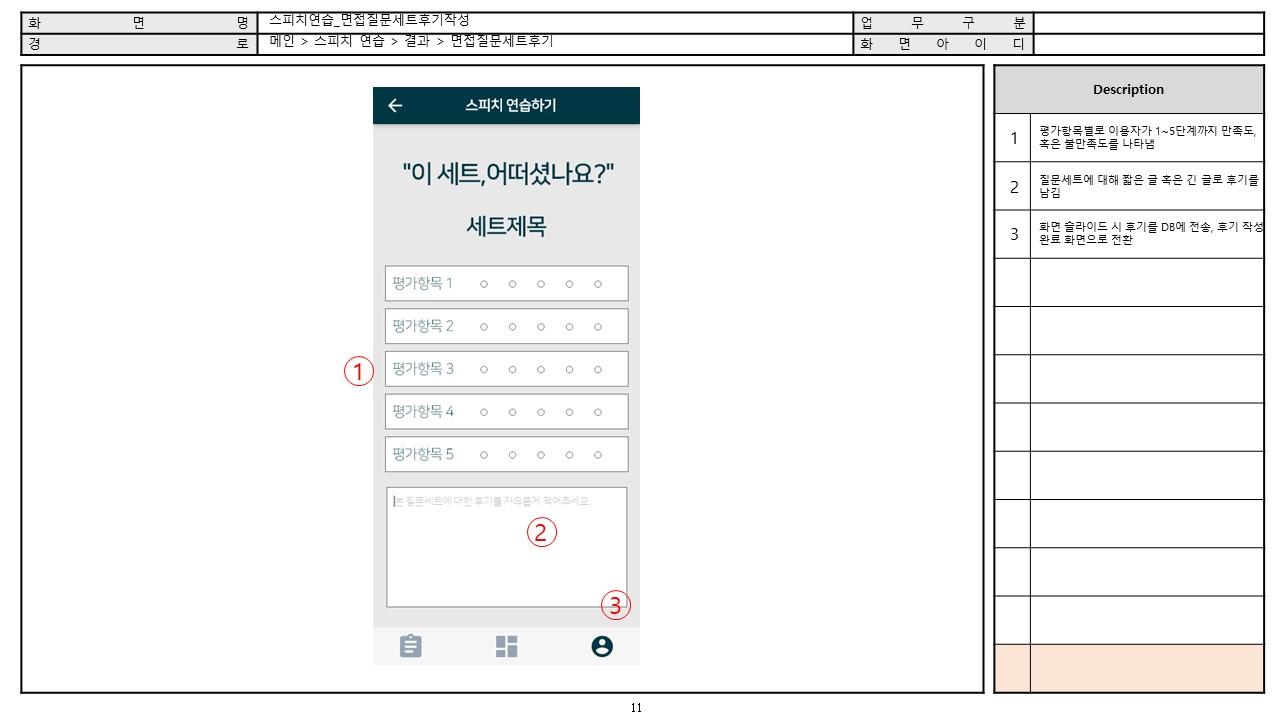 화 면 명 스피치연습_면접질문세트후기작성 업 무 구 분
경 로 메인 > 스피치 연습 > 결과 > 면접질문세트후기 화 면 아 이 디
스피치 연습하기
"이 세트,어떠셨나요?"
세트제목
평가항목 1
평가항목 2
① 평가항목 3
평가항목 4
평가항목 5
본 질문세트에 대한 후기를 자유롭게 적어주세요.
②
③
Description
1 평가항목별로 이용자가 1~5단계까지 만족도,
혹은 불만족도를 나타냄
2 질문세트에 대해 짧은 글 혹은 긴 글로 후기를
남김
3 화면 슬라이드 시 후기를 DB에 전송, 후기 작성
완료 화면으로 전환
11